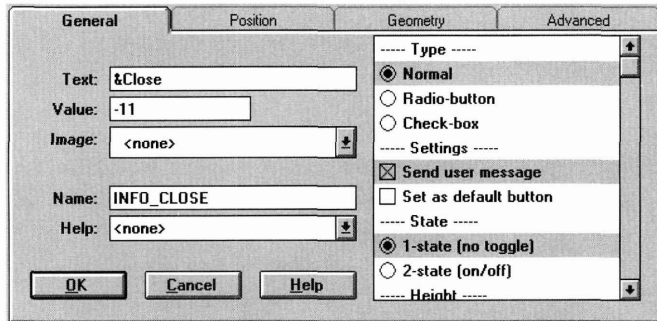 General Position Geometry Advanced
Text: &Close
Value: -11
Image: <none>
Name: INFO_CLOSE
Help: <none>
OK Cancel Help
----- Type -----
Normal
Radio-button
Check-box
----- Settings -----
Send user message
Set as default button
----- State -----
1-state (no toggle)
2-state (on/off)
----- Height -----